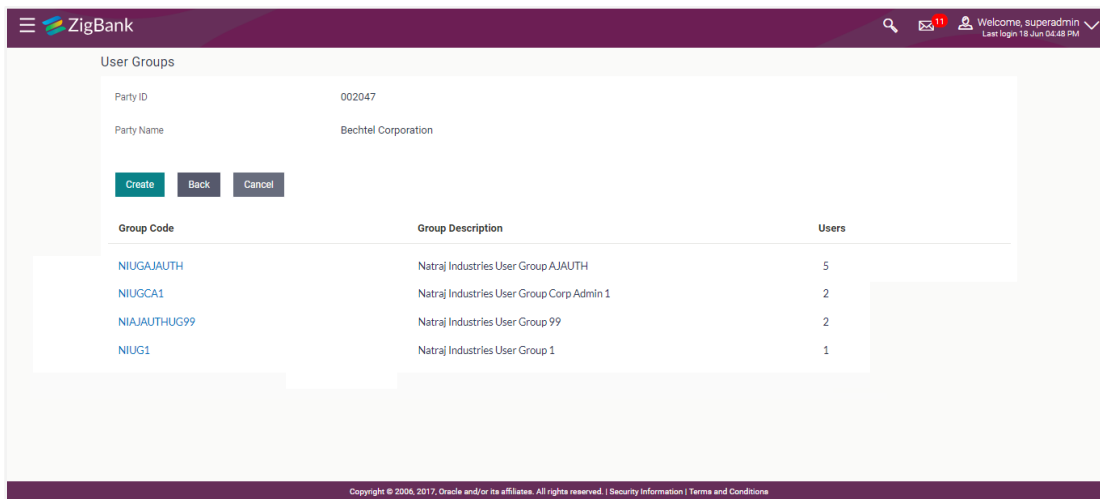 ZigBank
11
Welcome, superadmin
Last login 18 Jun 04:48 PM
User Groups
Party ID 002047
Party Name Bechtel Corporation
Create Back Cancel
Group Code Group Description Users
NIUGAJAUTH Natraj Industries User Group AJAUTH 5
NIUGCA1 Natraj Industries User Group Corp Admin 1 2
NIAJAUTHUG99 Natraj Industries User Group 99 2
NIUG1 Natraj Industries User Group 1 1
Copyright © 2006, 2017, Oracle and/or its affiliates. All rights reserved. | Security Information | Terms and Conditions